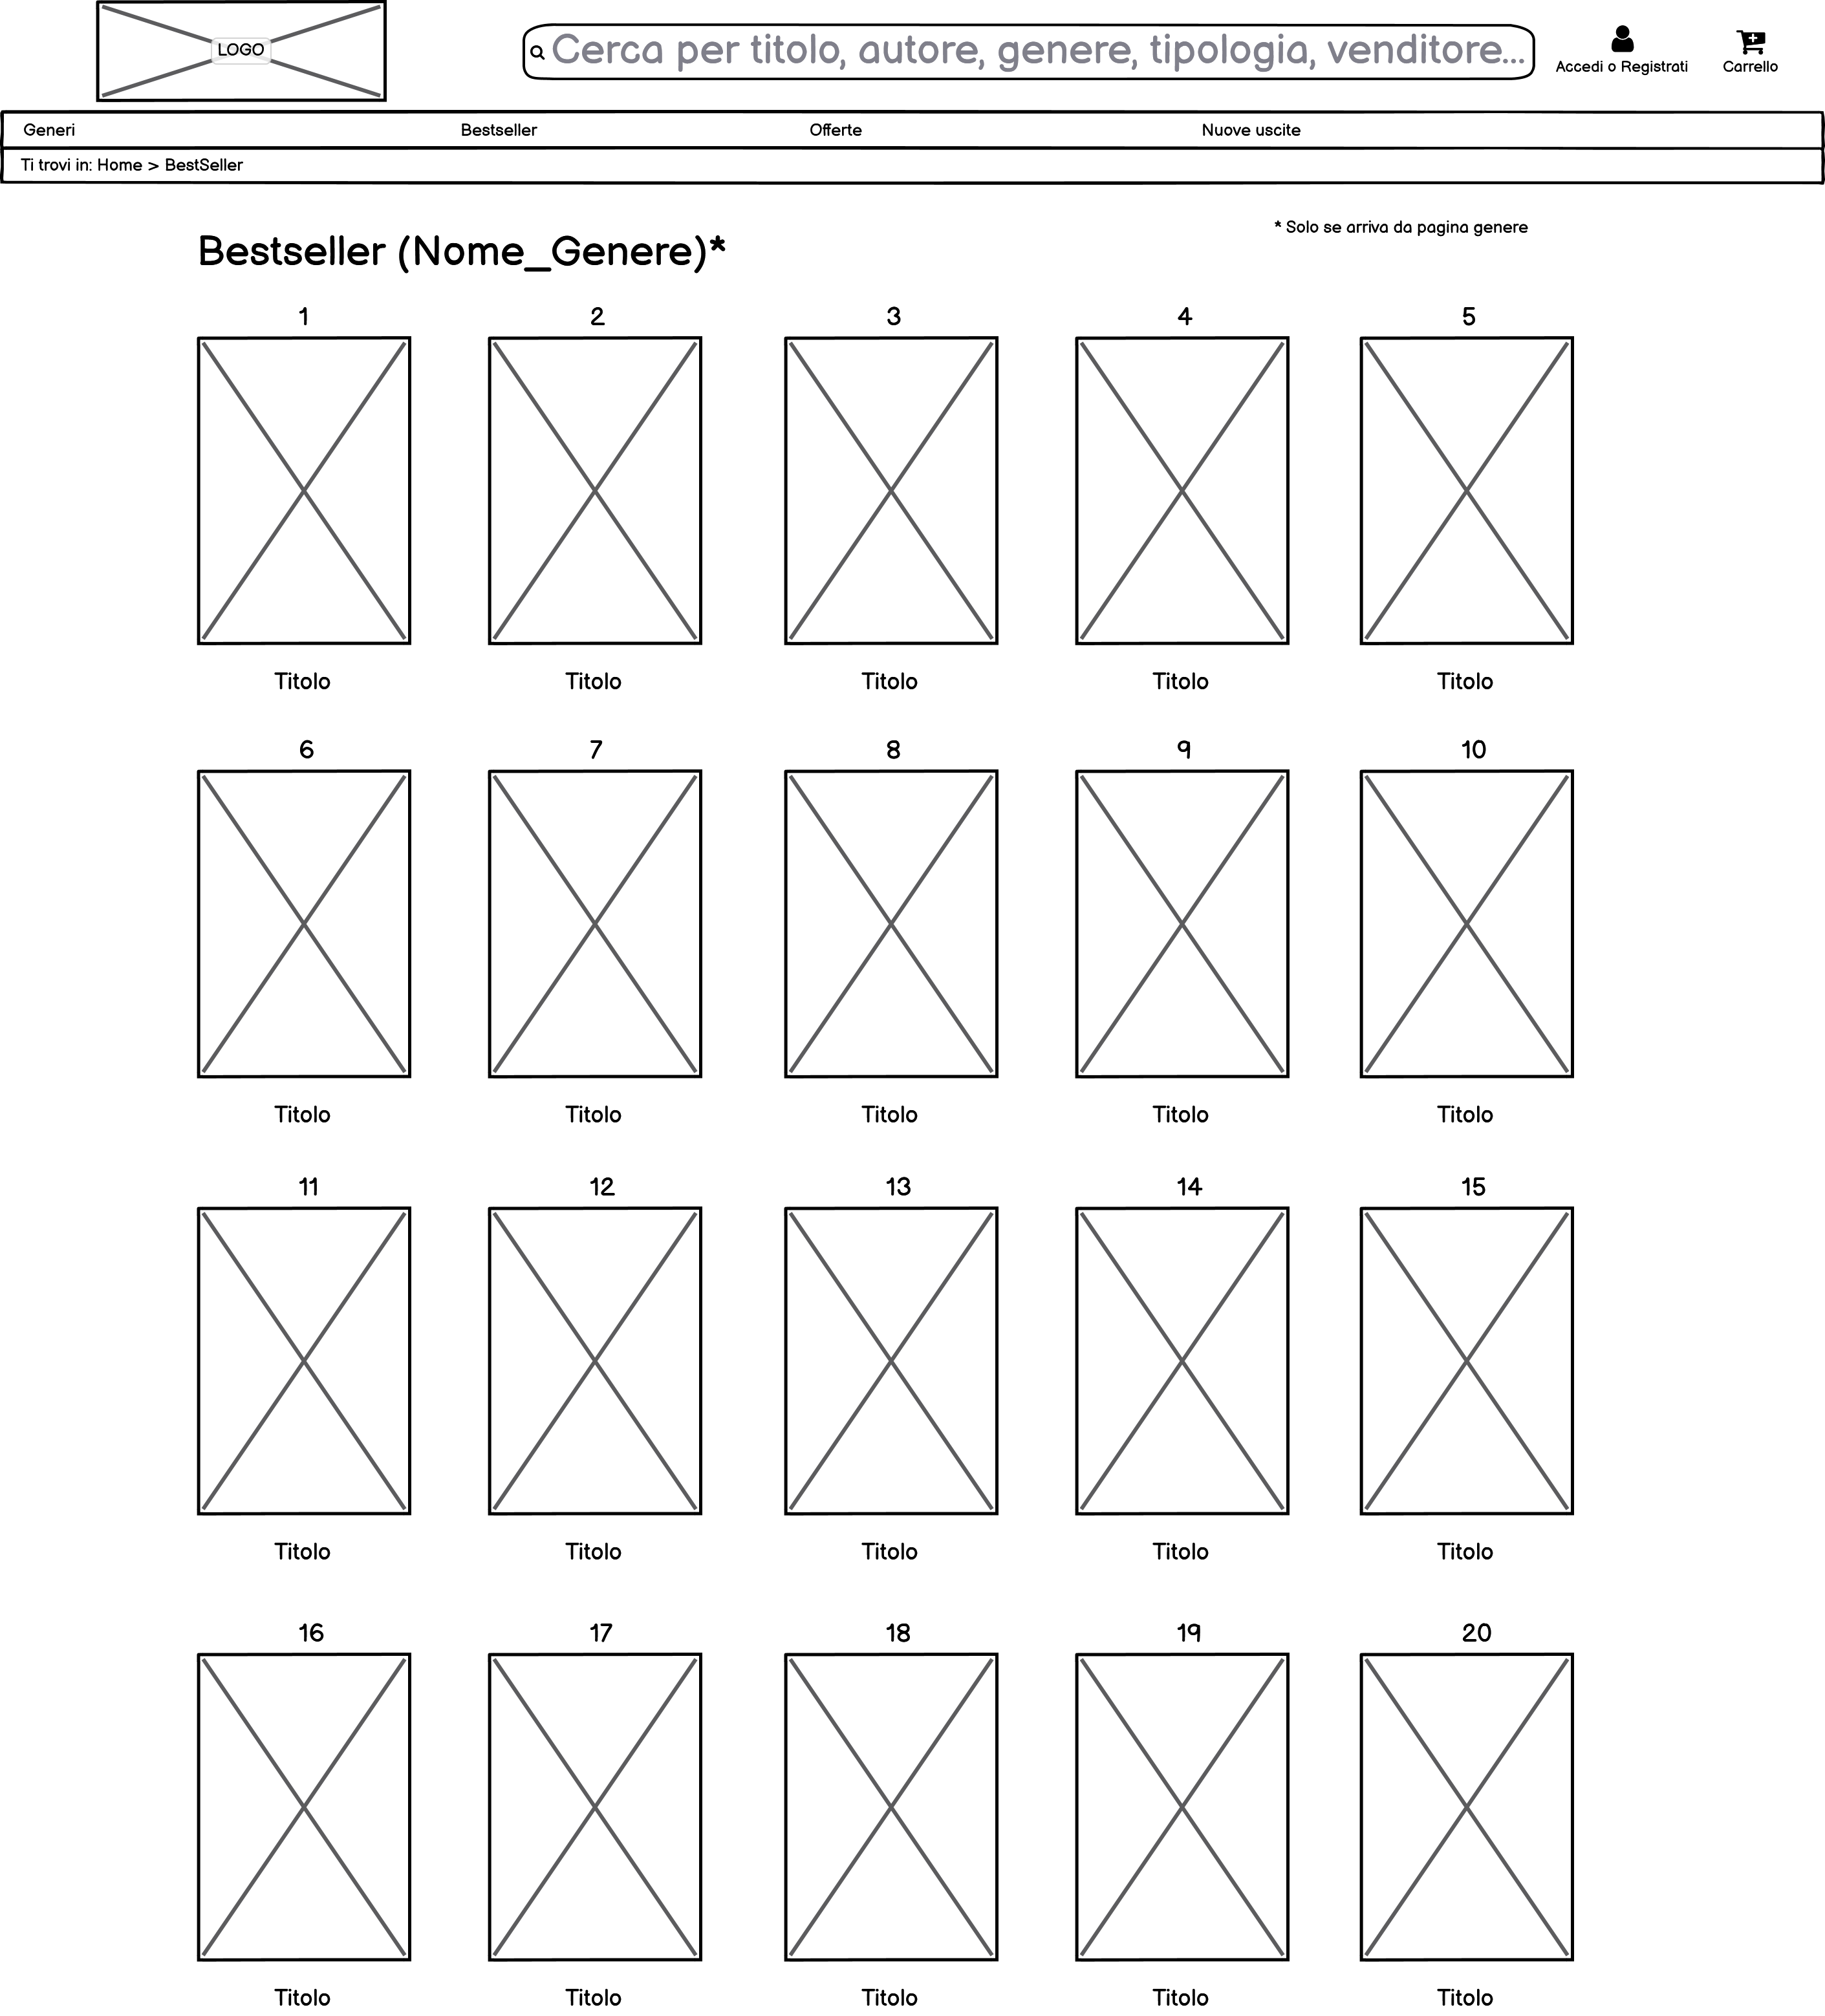 LOGO
Cerca per titolo, autore, genere, tipologia, venditore...
Accedi o Registrati
Carrello
Generi Bestseller Offerte Nuove uscite
Ti trovi in: Home > BestSeller
* Solo se arriva da pagina genere
Bestseller (Nome_Genere)*
1 2 3 4 5
Titolo Titolo Titolo Titolo Titolo
6 7 8 9 10
Titolo Titolo Titolo Titolo Titolo
11 12 13 14 15
Titolo Titolo Titolo Titolo Titolo
16 17 18 19 20
Titolo Titolo Titolo Titolo Titolo